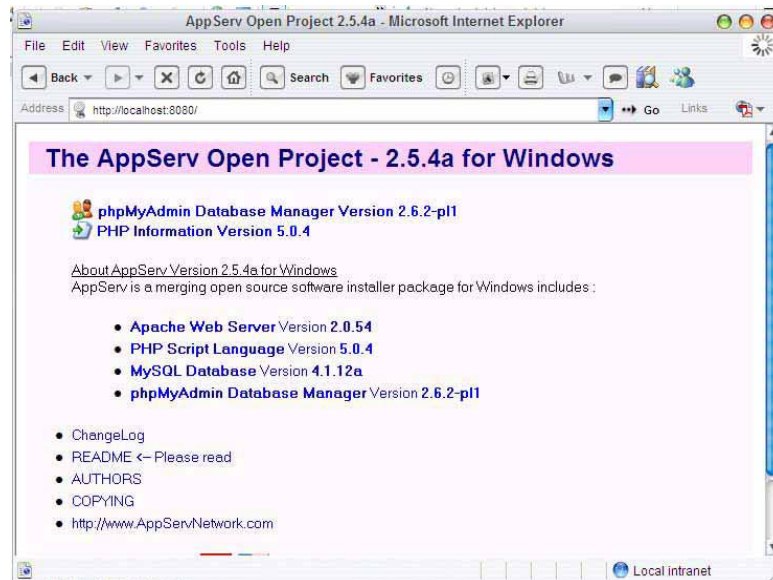 AppServ Open Project 2.5.4a - Microsoft Internet Explorer
File Edit View Favorites Tools Help
Back Search Favorites
Address http://localhost:8080/ Go Links
The AppServ Open Project - 2.5.4a for Windows
phpMyAdmin Database Manager Version 2.6.2-pl1
PHP Information Version 5.0.4
About AppServ Version 2.5.4a for Windows
AppServ is a merging open source software installer package for Windows includes :
Apache Web Server Version 2.0.54
PHP Script Language Version 5.0.4
MySQL Database Version 4.1.12a
phpMyAdmin Database Manager Version 2.6.2-pl1
ChangeLog
README <-- Please read
AUTHORS
COPYING
http://www.AppServNetwork.com
Local intranet